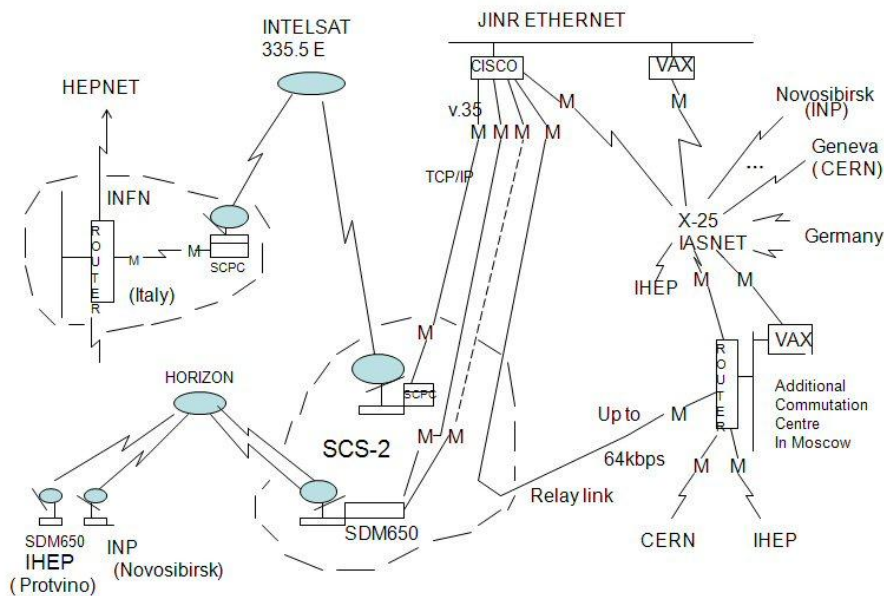 INTELSAT
335.5 E
JINR ETHERNET
CISCO
VAX
HEPNET
v.35
M
M
M
M
M
M
Novosibirsk
(INP)
...
Geneva
( CERN)
TCP/IP
INFN
X-25
IASNET
Germany
ROUTER
M
M
SCPC
(Italy)
IHEP
M
M
M
VAX
HORIZON
SCPC
ROUTER
Additional
Commutation
Centre
In Moscow
Up to
M
64kbps
SCS-2
M
M
M
M
Relay link
SDM650
SDM650
IHEP
( Protvino)
INP
(Novosibirsk)
CERN
IHEP